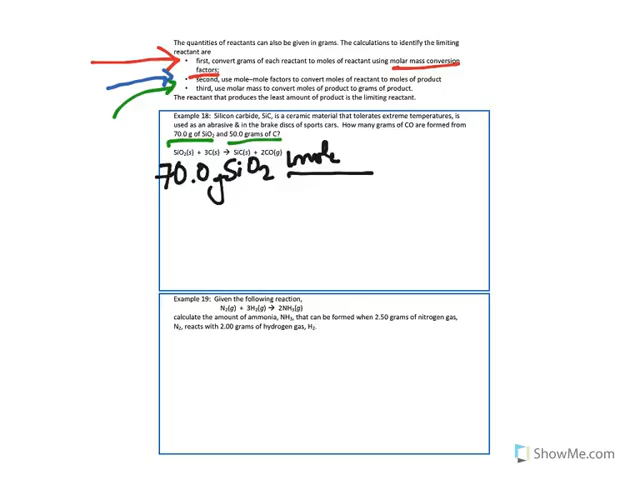 The quantities of reactants can also be given in grams. The calculations to identify the limiting
reactant are
• first, convert grams of each reactant to moles of reactant using molar mass conversion
factors;
• second, use mole–mole factors to convert moles of reactant to moles of product
• third, use molar mass to convert moles of product to grams of product.
The reactant that produces the least amount of product is the limiting reactant.
Example 18: Silicon carbide, SiC, is a ceramic material that tolerates extreme temperatures, is
used as an abrasive & in the brake discs of sports cars. How many grams of CO are formed from
70.0 g of SiO₂ and 50.0 grams of C?
SiO₂(s) + 3C(s) → SiC(s) + 2CO(g)
70.0 g SiO2 1 mole
Example 19: Given the following reaction,
N₂(g) + 3H₂(g) → 2NH₃(g)
calculate the amount of ammonia, NH₃, that can be formed when 2.50 grams of nitrogen gas,
N₂, reacts with 2.00 grams of hydrogen gas, H₂.
ShowMe.com